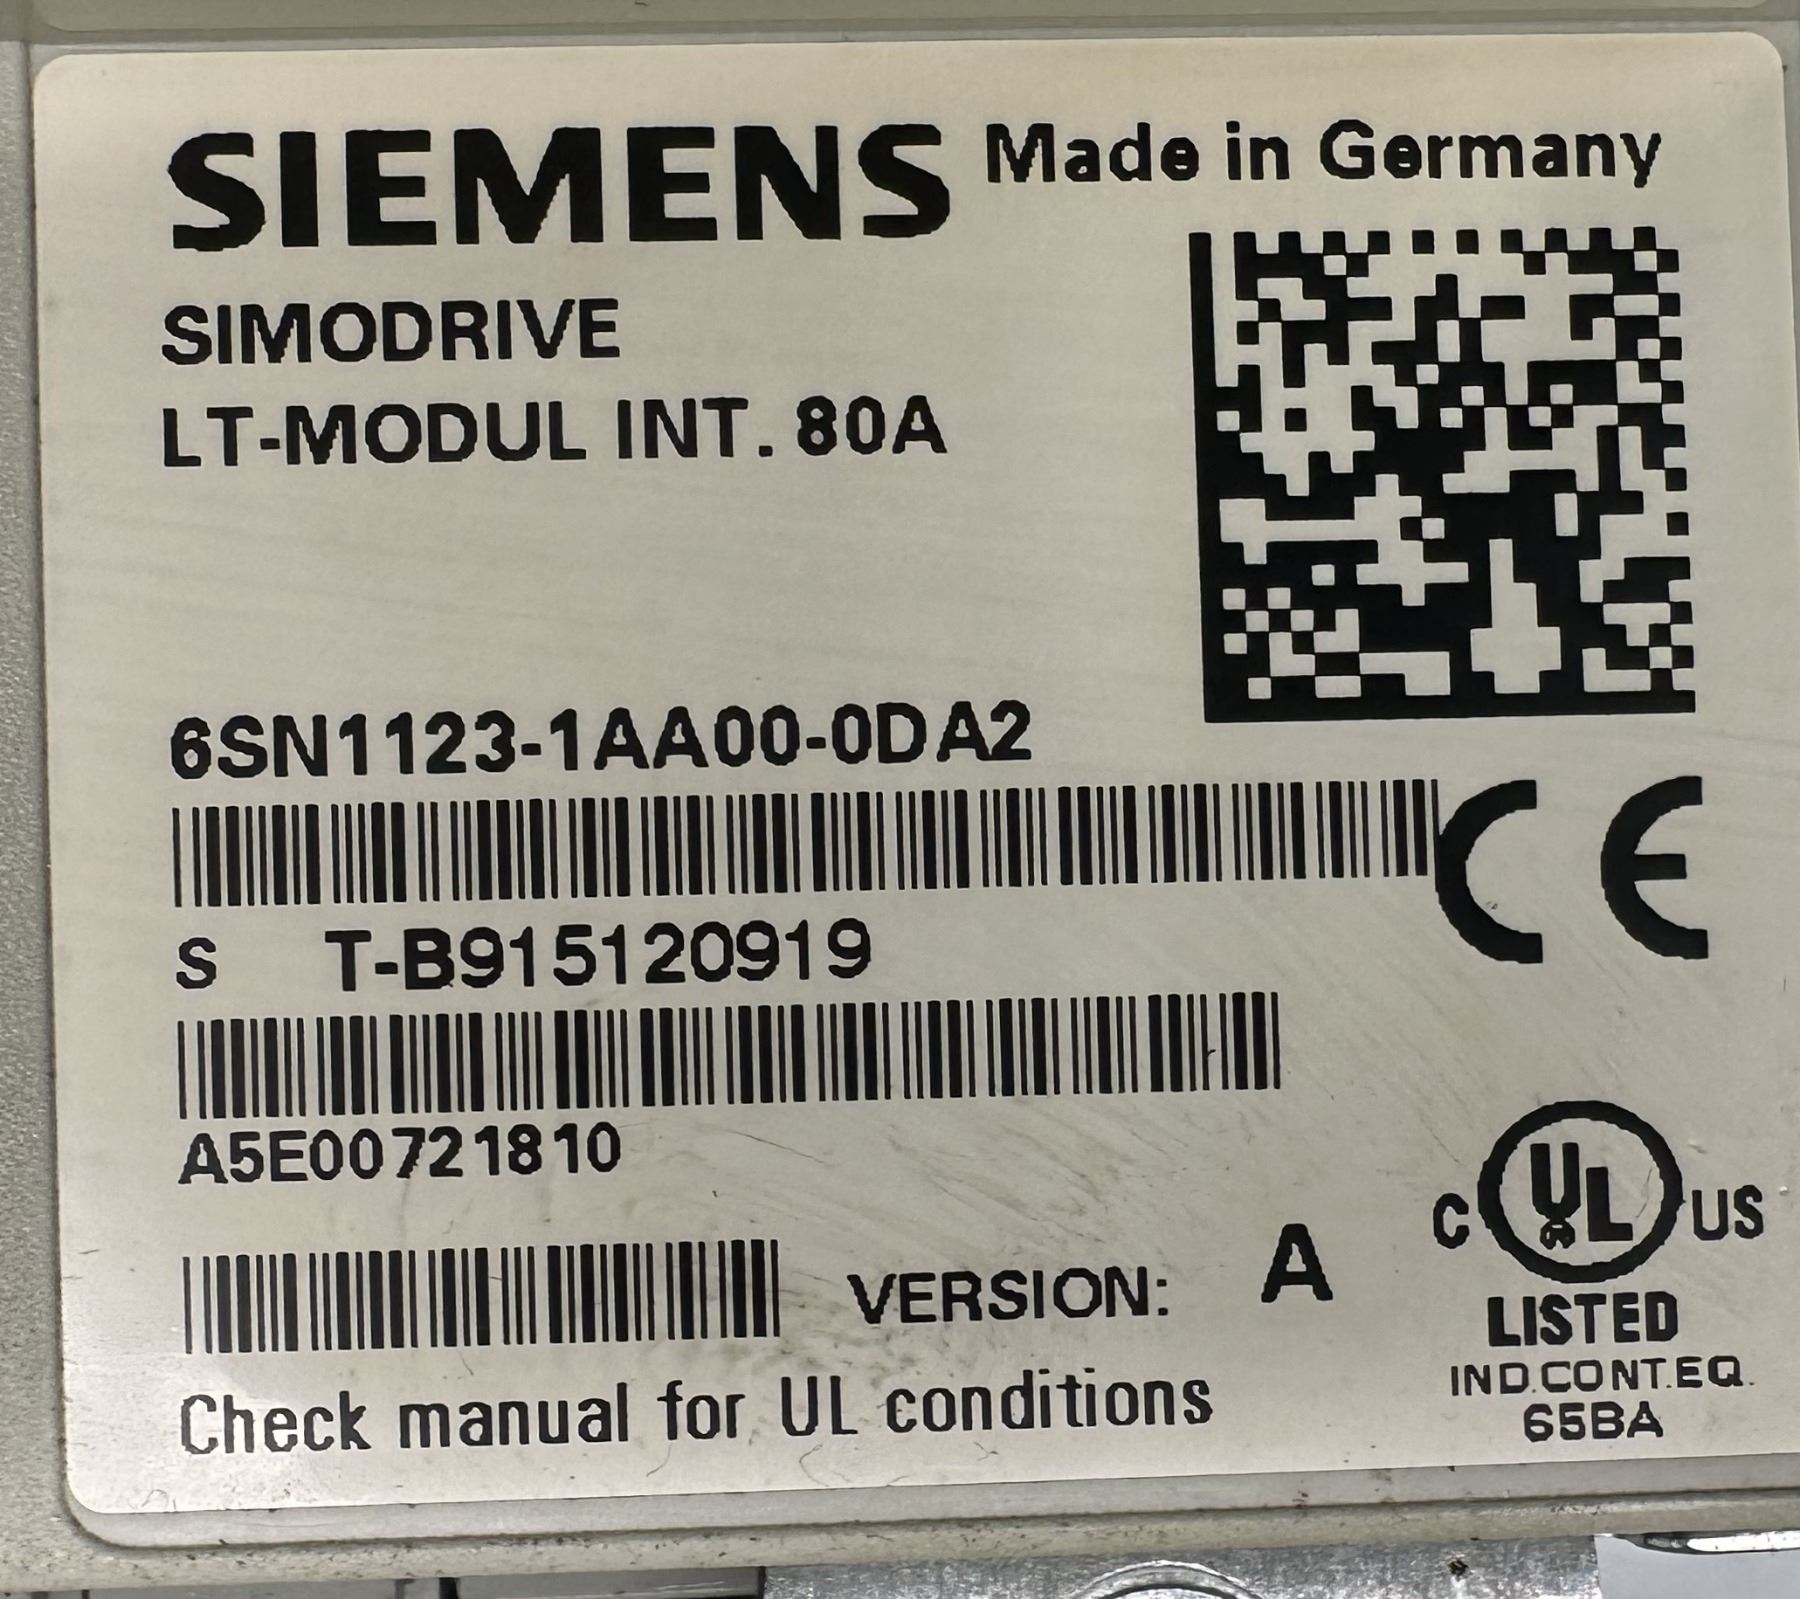 SIEMENS Made in Germany
SIMODRIVE
LT-MODUL INT. 80A
6SN1123-1AA00-0DA2
CE
S T-B915120919
A5E00721810
VERSION: A
C UL US
LISTED
IND.CONT.EQ.
65BA
Check manual for UL conditions